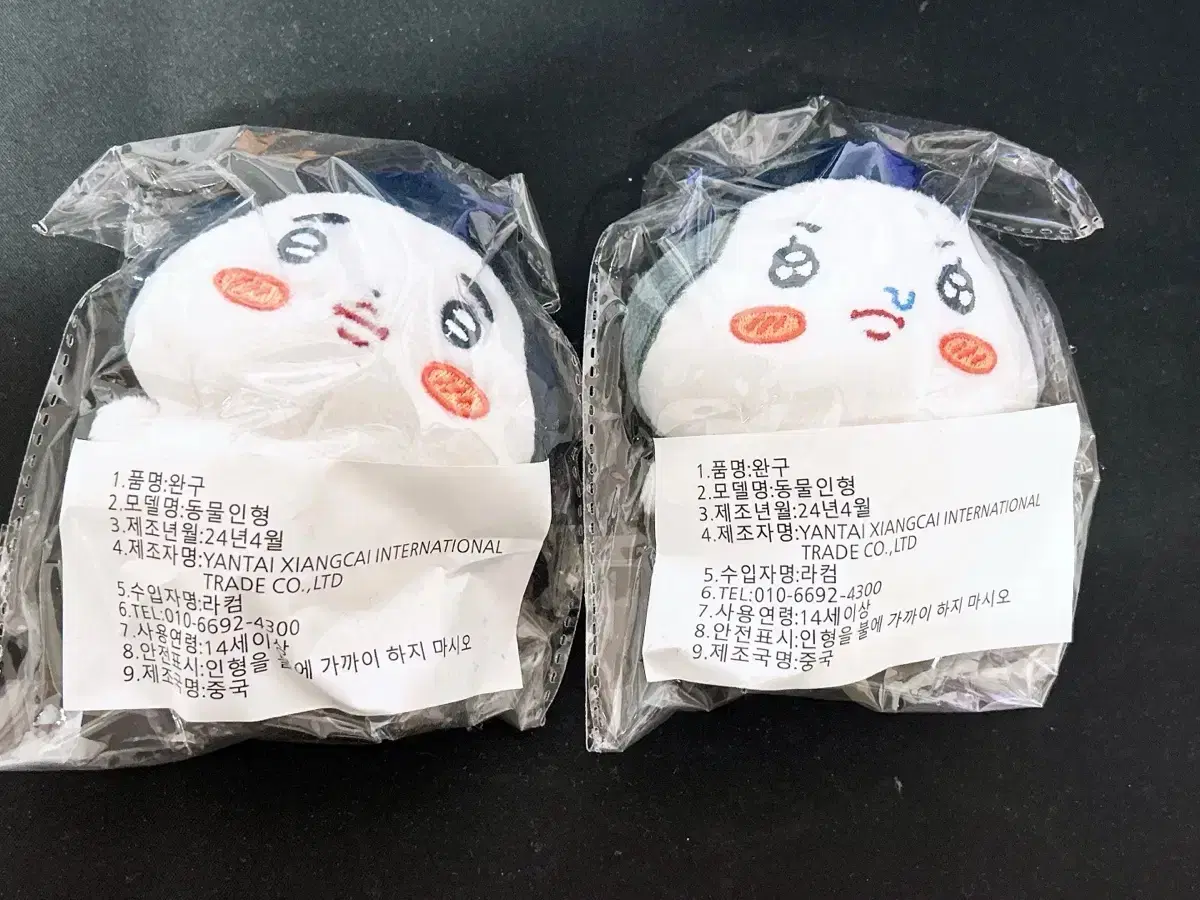 1.품명:완구
2.모델명:동물인형
3.제조년월:24년4월
4.제조자명:YANTAI XIANGCAI INTERNATIONAL
TRADE CO.,LTD
5.수입자명:라컴
6.TEL:010-6692-4300
7.사용연령:14세이상
8.안전표시:인형을 불에 가까이 하지 마시오
9.제조국명:중국
1.품명:완구
2.모델명:동물인형
3.제조년월:24년4월
4.제조자명:YANTAI XIANGCAI INTERNATIONAL
TRADE CO.,LTD
5.수입자명:라컴
6.TEL:010-6692-4300
7.사용연령:14세이상
8.안전표시:인형을 불에 가까이 하지 마시오
9.제조국명:중국